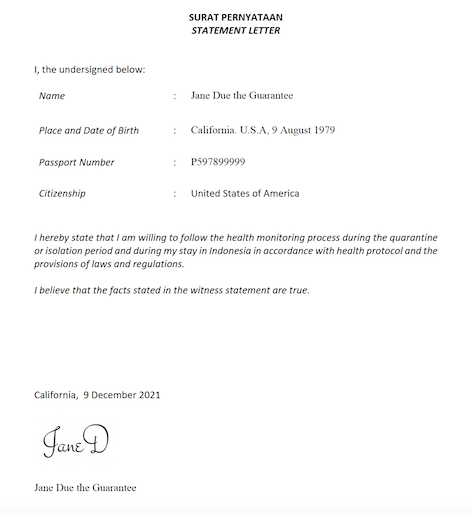 SURAT PERNYATAAN
STATEMENT LETTER
I, the undersigned below:
Name : Jane Due the Guarantee
Place and Date of Birth : California. U.S.A, 9 August 1979
Passport Number : P597899999
Citizenship : United States of America
I hereby state that I am willing to follow the health monitoring process during the quarantine
or isolation period and during my stay in Indonesia in accordance with health protocol and the
provisions of laws and regulations.
I believe that the facts stated in the witness statement are true.
California, 9 December 2021
Jane D
Jane Due the Guarantee